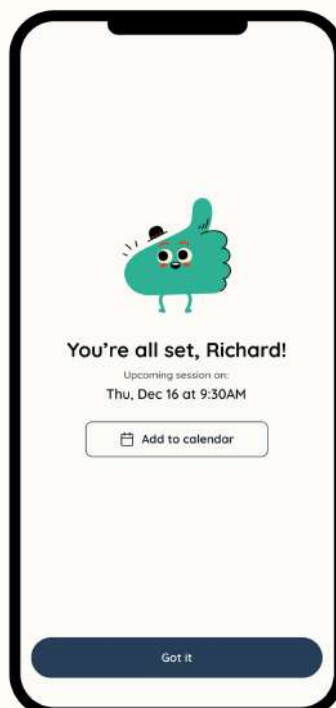 You're all set, Richard!
Upcoming session on:
Thu, Dec 16 at 9:30AM
Add to calendar
Got it